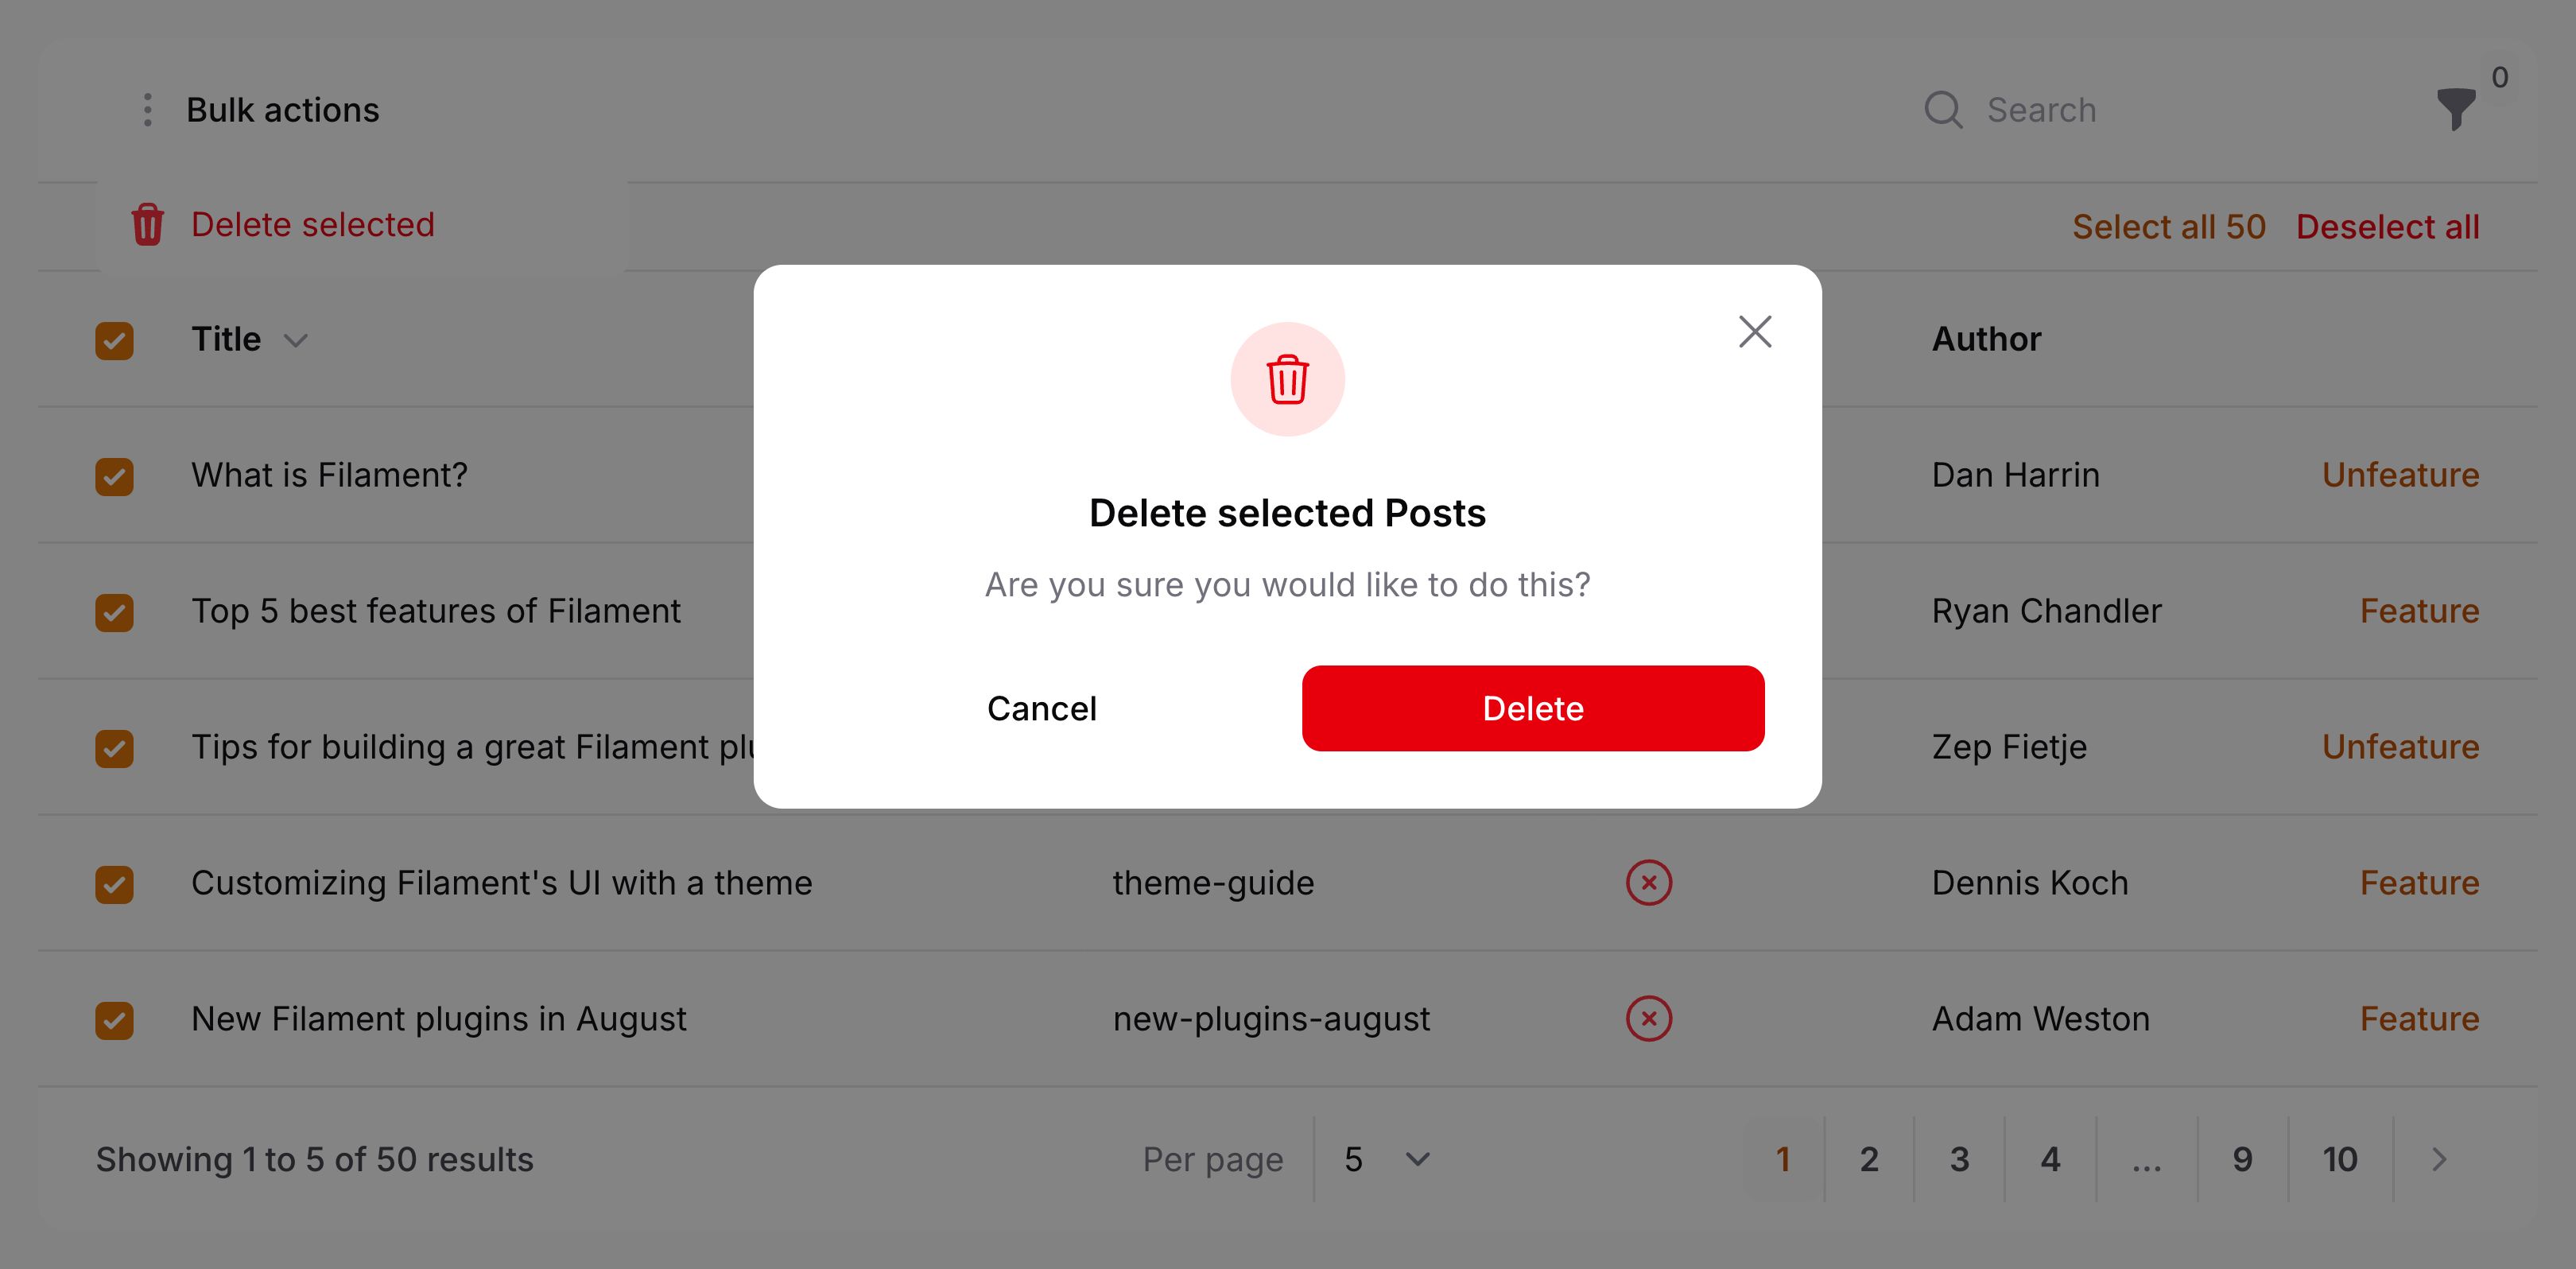 Bulk actions
Search
0
Delete selected
Select all 50 Deselect all
Title
Author
What is Filament?
Dan Harrin
Unfeature
Top 5 best features of Filament
Ryan Chandler
Feature
Tips for building a great Filament
Zep Fietje
Unfeature
Delete selected Posts
Are you sure you would like to do this?
Cancel
Delete
Customizing Filament's UI with a theme
theme-guide
Dennis Koch
Feature
New Filament plugins in August
new-plugins-august
Adam Weston
Feature
Showing 1 to 5 of 50 results
Per page 5
1 2 3 4 ... 9 10